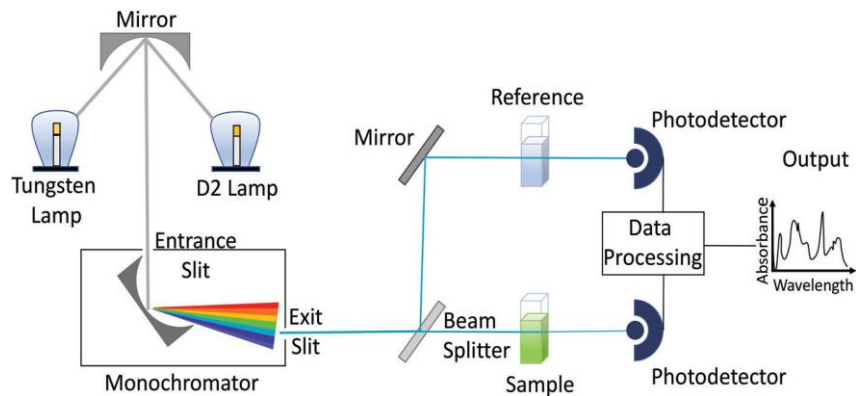 Mirror
Tungsten
Lamp
D2 Lamp
Entrance
Slit
Exit
Slit
Monochromator
Mirror
Beam
Splitter
Reference
Sample
Photodetector
Data
Processing
Photodetector
Output
Absorbance
Wavelength